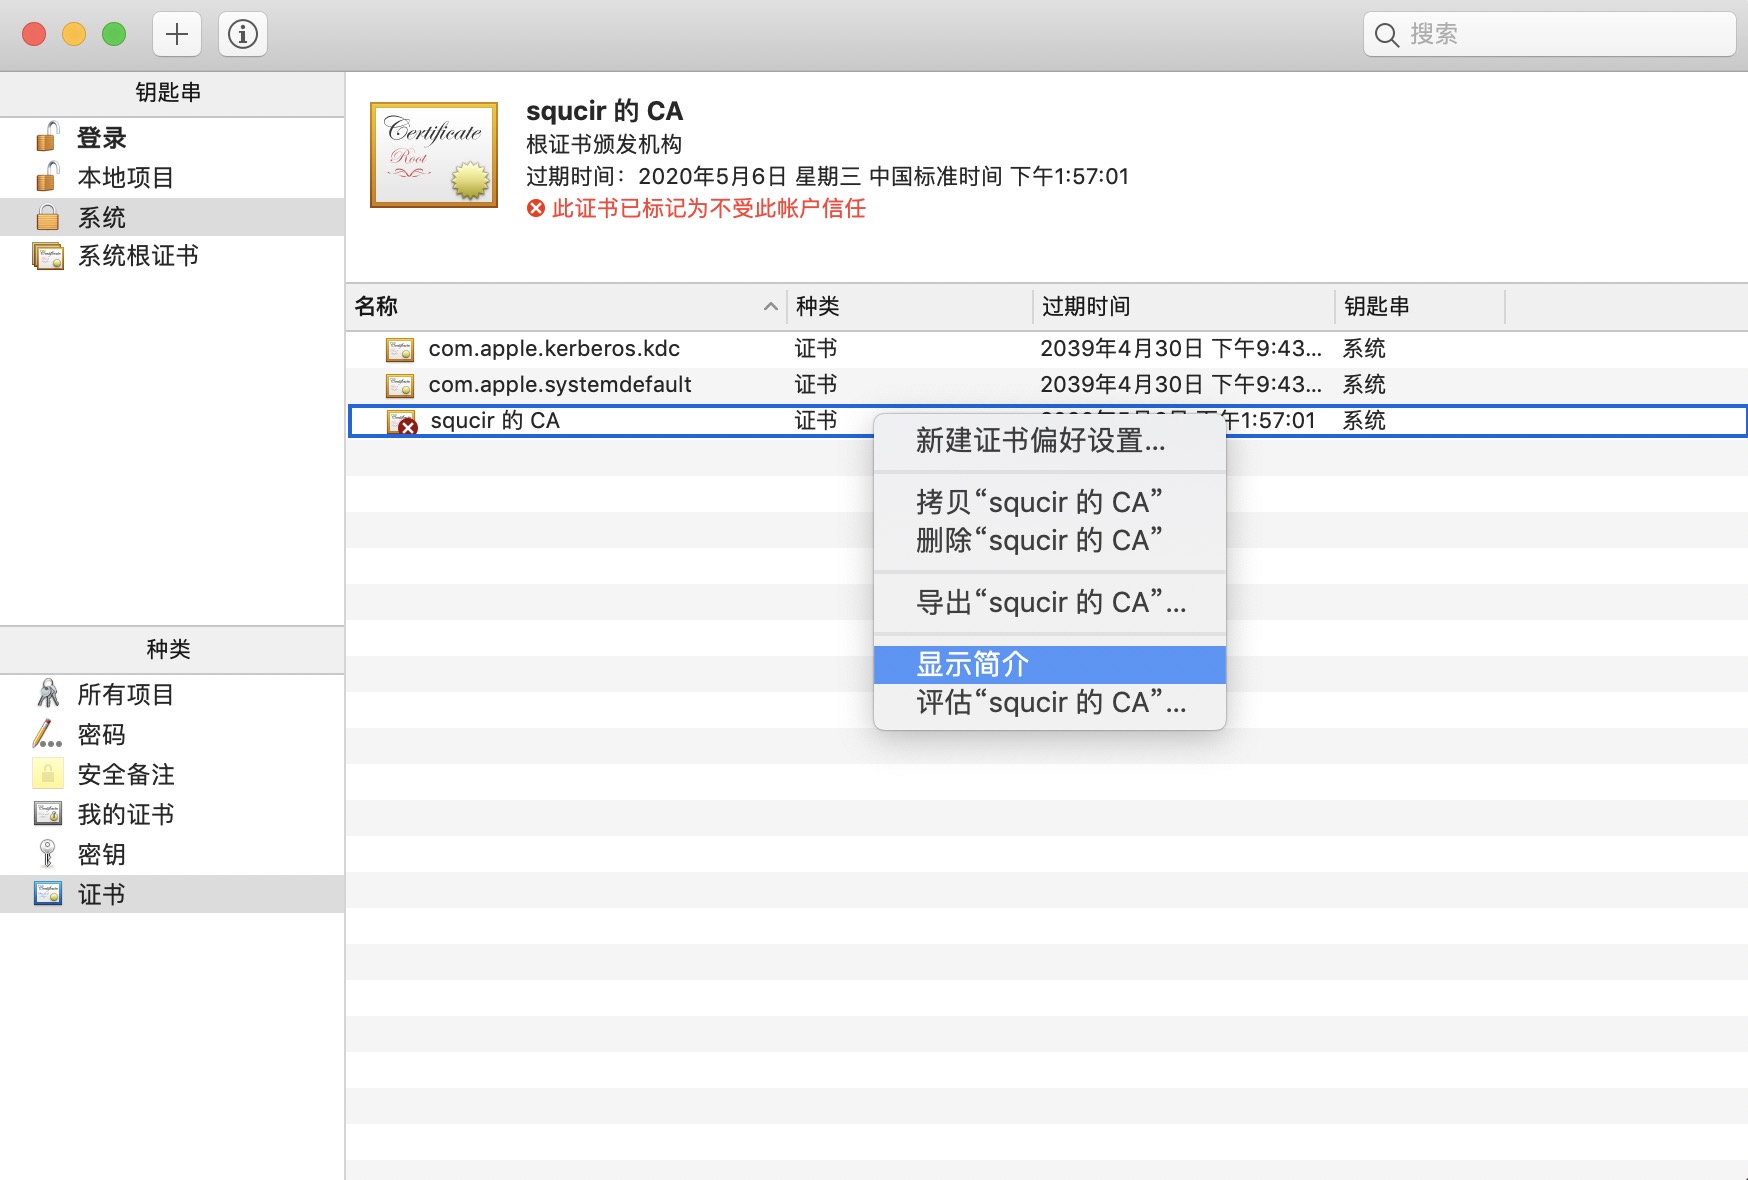 搜索
钥匙串
登录
本地项目
系统
系统根证书
Certificate
Root
squcir 的 CA
根证书颁发机构
过期时间：2020年5月6日 星期三 中国标准时间 下午1:57:01
此证书已标记为不受此帐户信任
名称 种类 过期时间 钥匙串
com.apple.kerberos.kdc 证书 2039年4月30日 下午9:43... 系统
com.apple.systemdefault 证书 2039年4月30日 下午9:43... 系统
squcir 的 CA 证书 下午1:57:01 系统
新建证书偏好设置...
拷贝“squcir 的 CA”
删除“squcir 的 CA”
导出“squcir 的 CA”...
显示简介
评估“squcir 的 CA”...
种类
所有项目
密码
安全备注
我的证书
密钥
证书